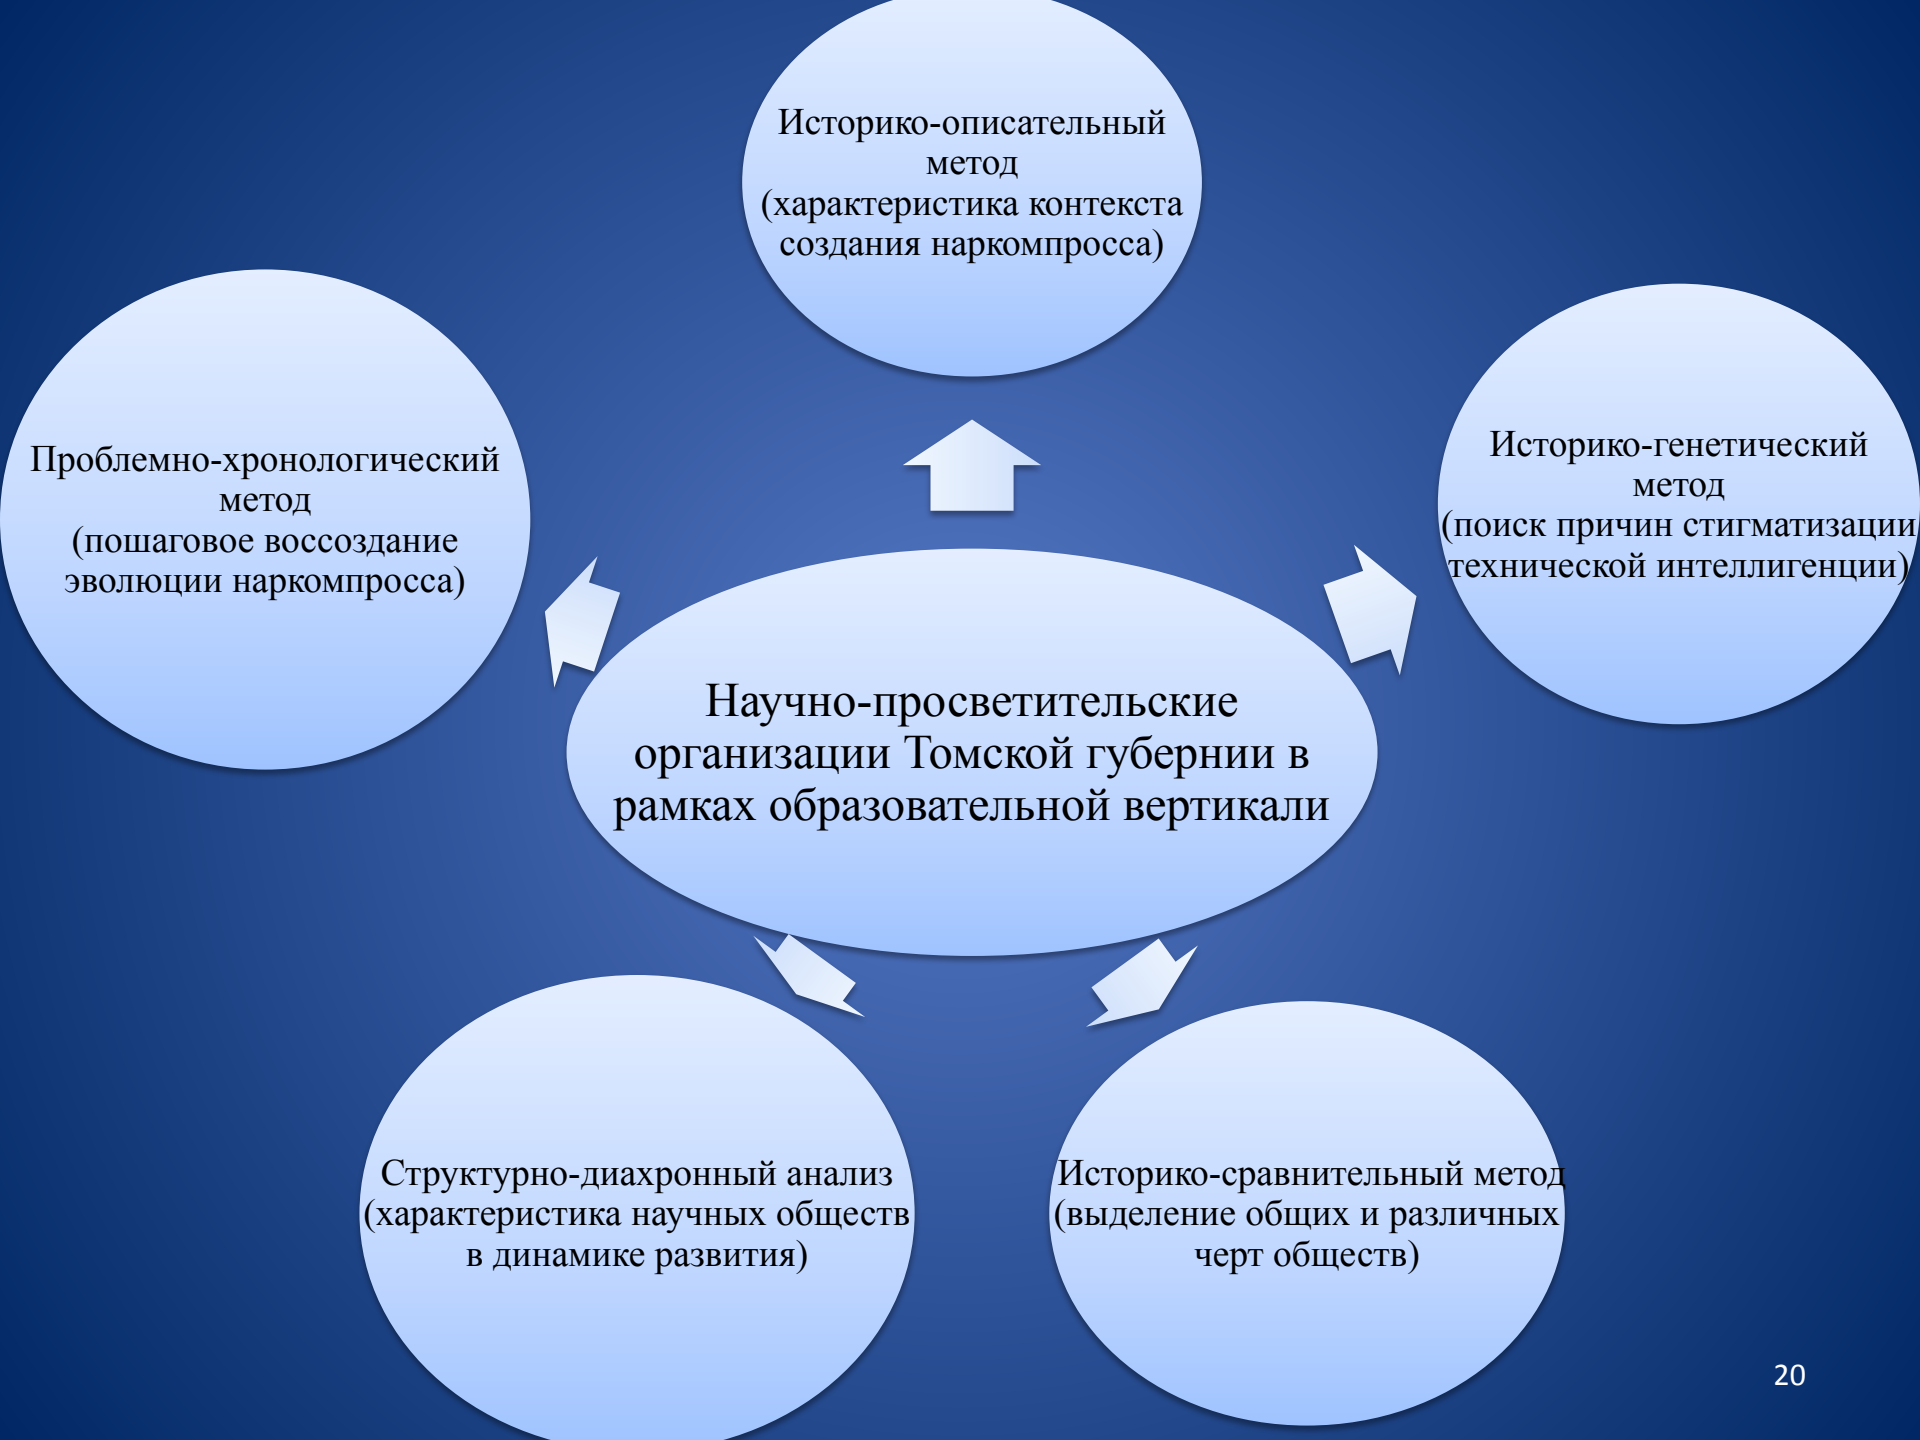 Историко-описательный
метод
(характеристика контекста
создания наркомпросса)
Проблемно-хронологический
метод
(пошаговое воссоздание
эволюции наркомпросса)
Историко-генетический
метод
(поиск причин стигматизации
технической интеллигенции)
Научно-просветительские
организации Томской губернии в
рамках образовательной вертикали
Структурно-диахронный анализ
(характеристика научных обществ
в динамике развития)
Историко-сравнительный метод
(выделение общих и различных
черт обществ)
20